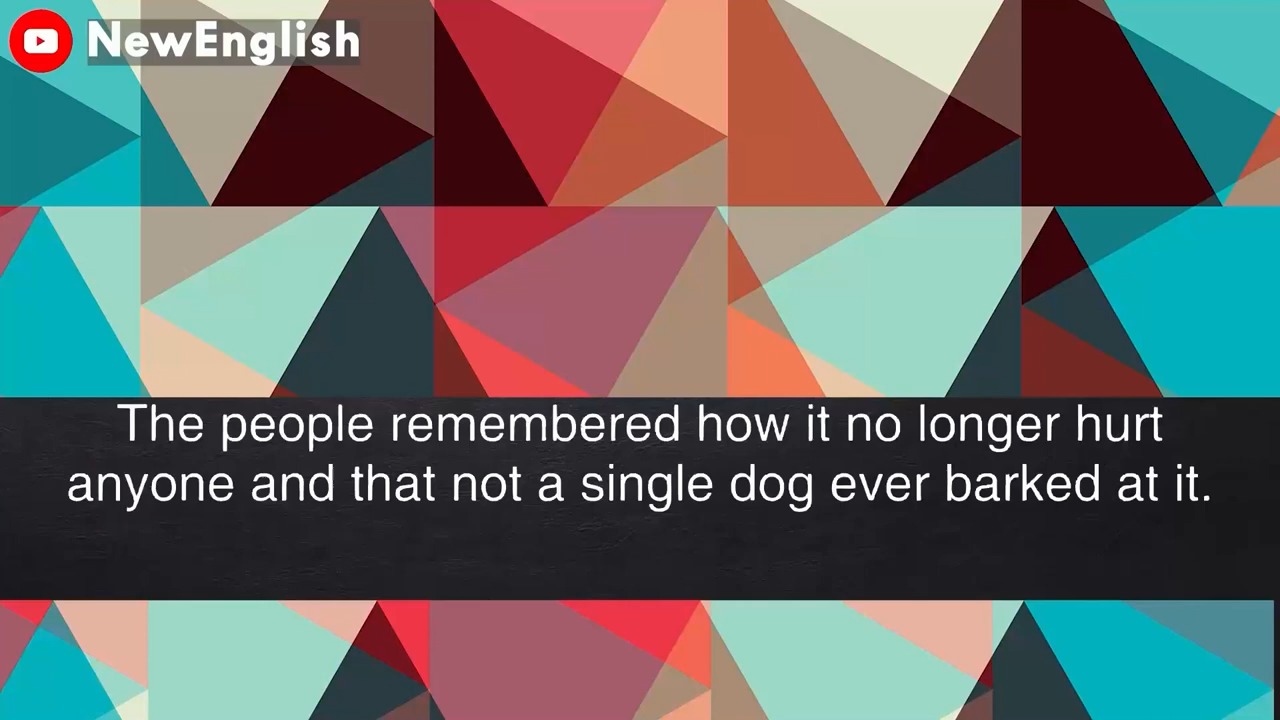 NewEnglish
The people remembered how it no longer hurt
anyone and that not a single dog ever barked at it.